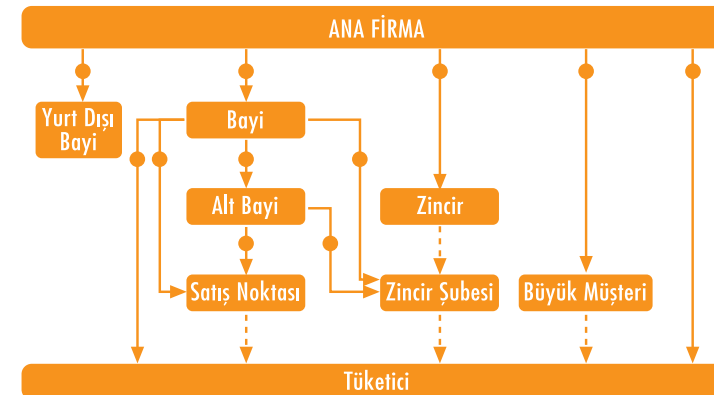 ANA FİRMA
Yurt Dışı
Bayi
Bayi
Alt Bayi
Zincir
Satış Noktası
Zincir Şubesi
Büyük Müşteri
Tüketici